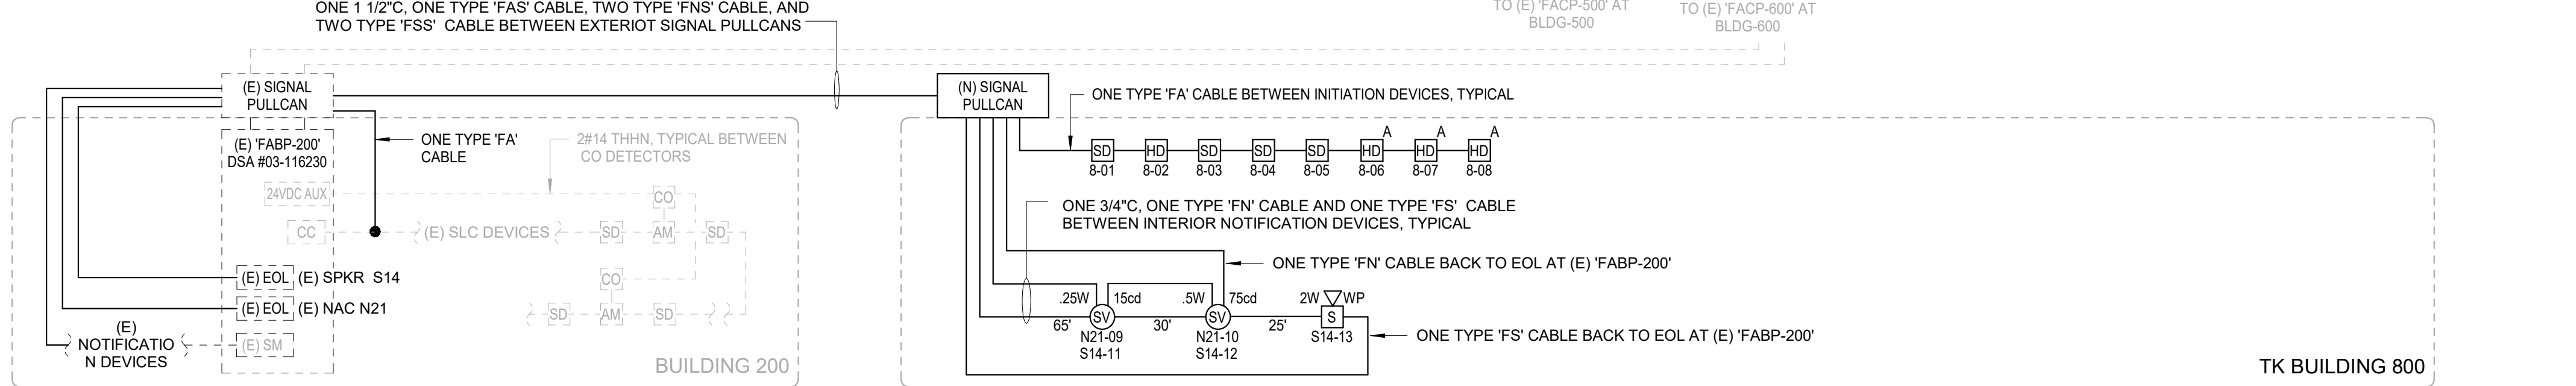 ONE 1 1/2"C, ONE TYPE 'FAS' CABLE, TWO TYPE 'FNS' CABLE, AND
TWO TYPE 'FSS' CABLE BETWEEN EXTERIOT SIGNAL PULLCANS
TO (E) 'FACP-500' AT
BLDG-500
TO (E) 'FACP-600' AT
BLDG-600
(E) SIGNAL
PULLCAN
(E) 'FABP-200'
DSA #03-116230
ONE TYPE 'FA'
CABLE
2#14 THHN, TYPICAL BETWEEN
CO DETECTORS
24VDC AUX
CO
CC
(E) SLC DEVICES
SD
AM
SD
CO
SD
AM
SD
(E) EOL
(E) SPKR S14
(E) EOL
(E) NAC N21
(E)
NOTIFICATIO
N DEVICES
(E) SM
BUILDING 200
(N) SIGNAL
PULLCAN
ONE TYPE 'FA' CABLE BETWEEN INITIATION DEVICES, TYPICAL
A A A
SD HD SD SD SD HD HD HD
8-01 8-02 8-03 8-04 8-05 8-06 8-07 8-08
ONE 3/4"C, ONE TYPE 'FN' CABLE AND ONE TYPE 'FS' CABLE
BETWEEN INTERIOR NOTIFICATION DEVICES, TYPICAL
ONE TYPE 'FN' CABLE BACK TO EOL AT (E) 'FABP-200'
.25W 15cd .5W 75cd 2W WP
SV SV S
65' 30' 25'
N21-09 N21-10 S14-13
S14-11 S14-12
ONE TYPE 'FS' CABLE BACK TO EOL AT (E) 'FABP-200'
TK BUILDING 800